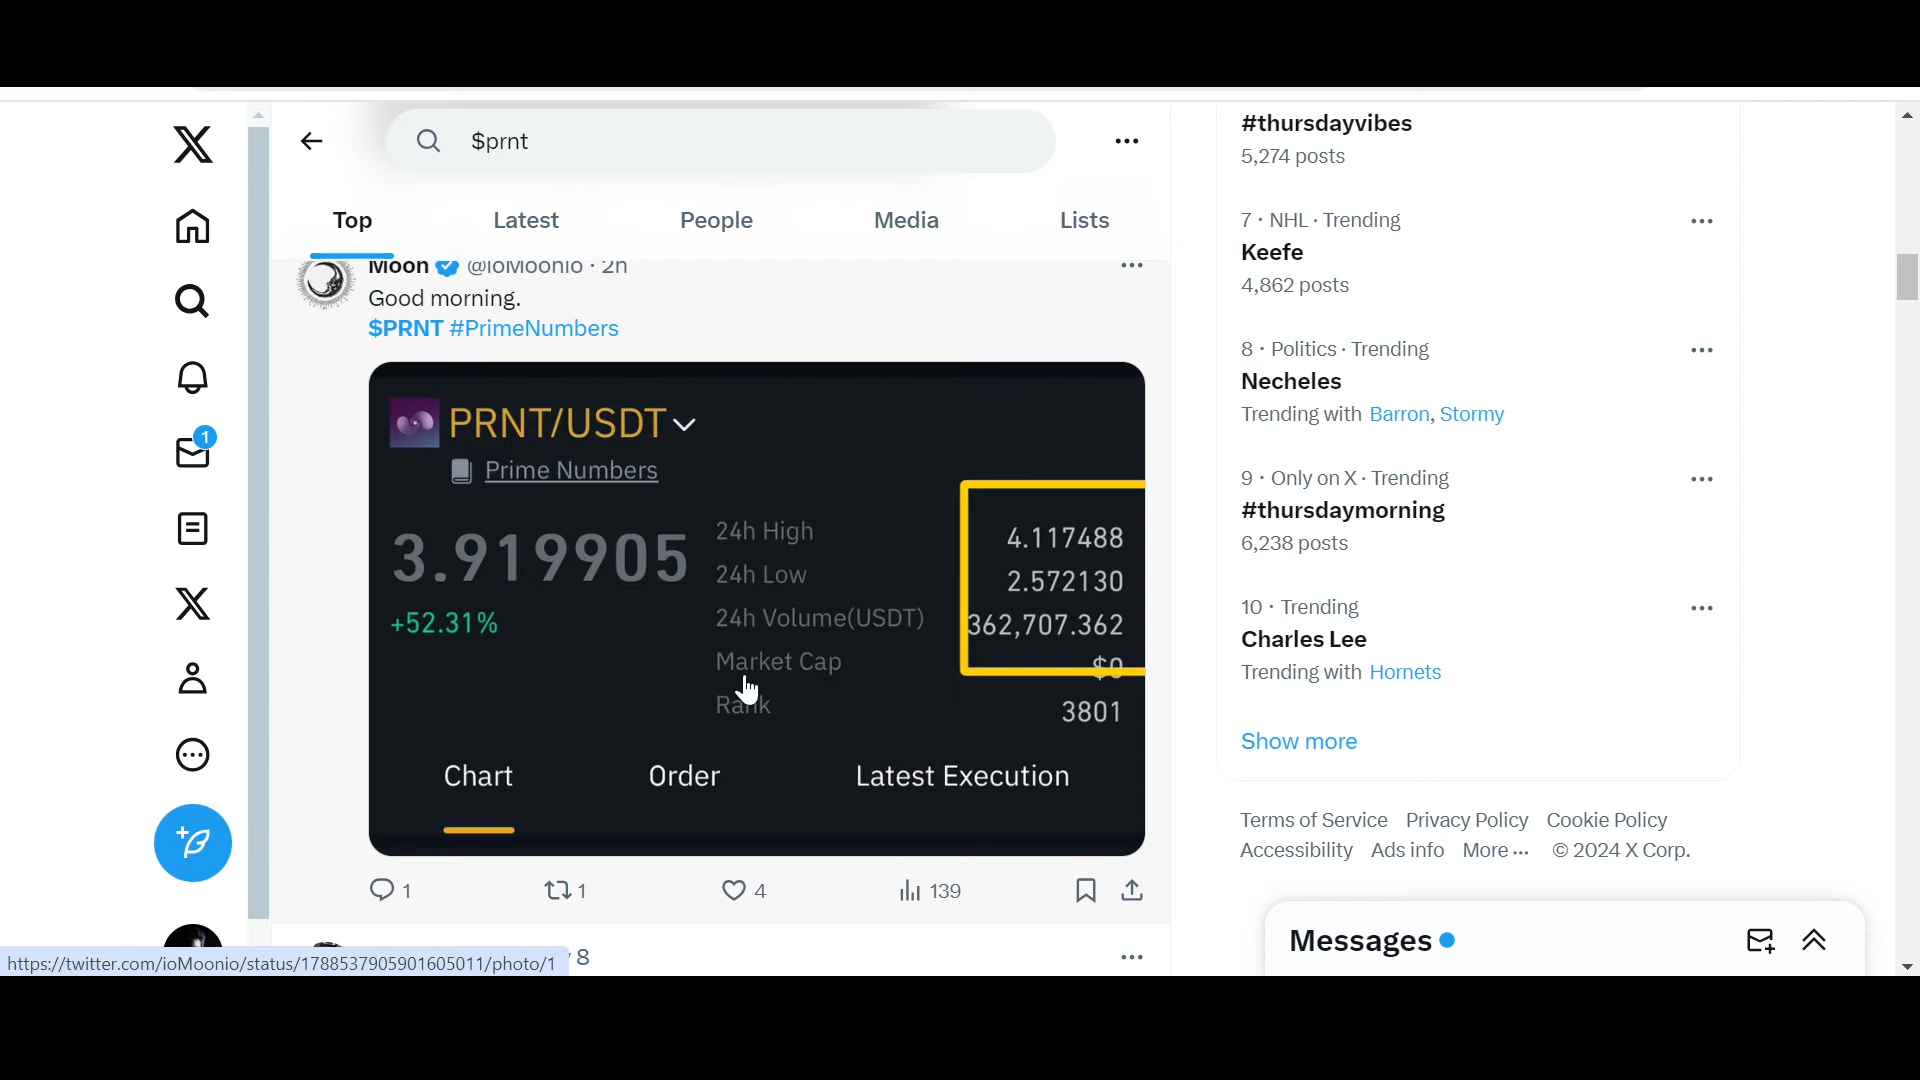 $prnt
Top
Latest
People
Media
Lists
Moon @ioMoonio · 2h
Good morning.
$PRNT #PrimeNumbers
PRNT/USDT
Prime Numbers
3.919905
+52.31%
24h High
4.117488
24h Low
2.572130
24h Volume(USDT)
362,707.362
Market Cap
$0
Rank
3801
Chart
Order
Latest Execution
1
1
4
139
8
1
https://twitter.com/ioMoonio/status/1788537905901605011/photo/1
#thursdayvibes
5,274 posts
7 · NHL · Trending
Keefe
4,862 posts
8 · Politics · Trending
Necheles
Trending with Barron, Stormy
9 · Only on X · Trending
#thursdaymorning
6,238 posts
10 · Trending
Charles Lee
Trending with Hornets
Show more
Terms of Service Privacy Policy Cookie Policy
Accessibility Ads info More ··· © 2024 X Corp.
Messages